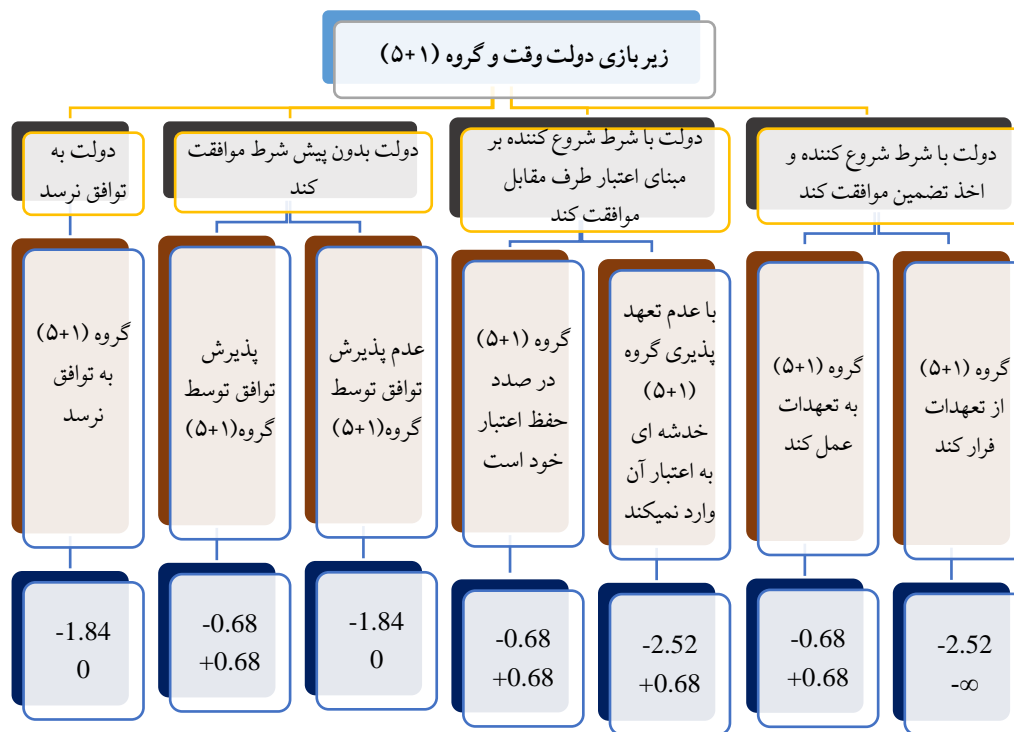 زیر بازی دولت وقت و گروه (۵+۱)
دولت با شرط شروع کننده و
اخذ تضمین موافقت کند
دولت با شرط شروع کننده بر
مبنای اعتبار طرف مقابل
موافقت کند
دولت بدون پیش شرط موافقت
کند
دولت به
توافق نرسد
گروه (۵+۱)
از تعهدات
فرار کند
گروه (۵+۱)
به تعهدات
عمل کند
با عدم تعهد
پذیری گروه
(۵+۱)
خدشه ای
به اعتبار آن
وارد نمیکند
گروه (۵+۱)
در صدد
حفظ اعتبار
خود است
عدم پذیرش
توافق توسط
گروه(۵+۱)
پذیرش
توافق توسط
گروه(۵+۱)
گروه (۵+۱)
به توافق
نرسد
-2.52
-∞
-0.68
+0.68
-2.52
+0.68
-0.68
+0.68
-1.84
0
-0.68
+0.68
-1.84
0